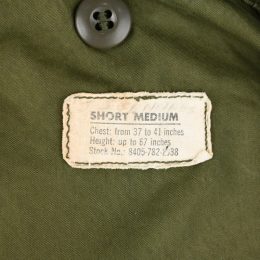 SHORT MEDIUM
Chest: from 37 to 41 inches
Height: up to 67 inches
Stock No.: 8405-782-2938